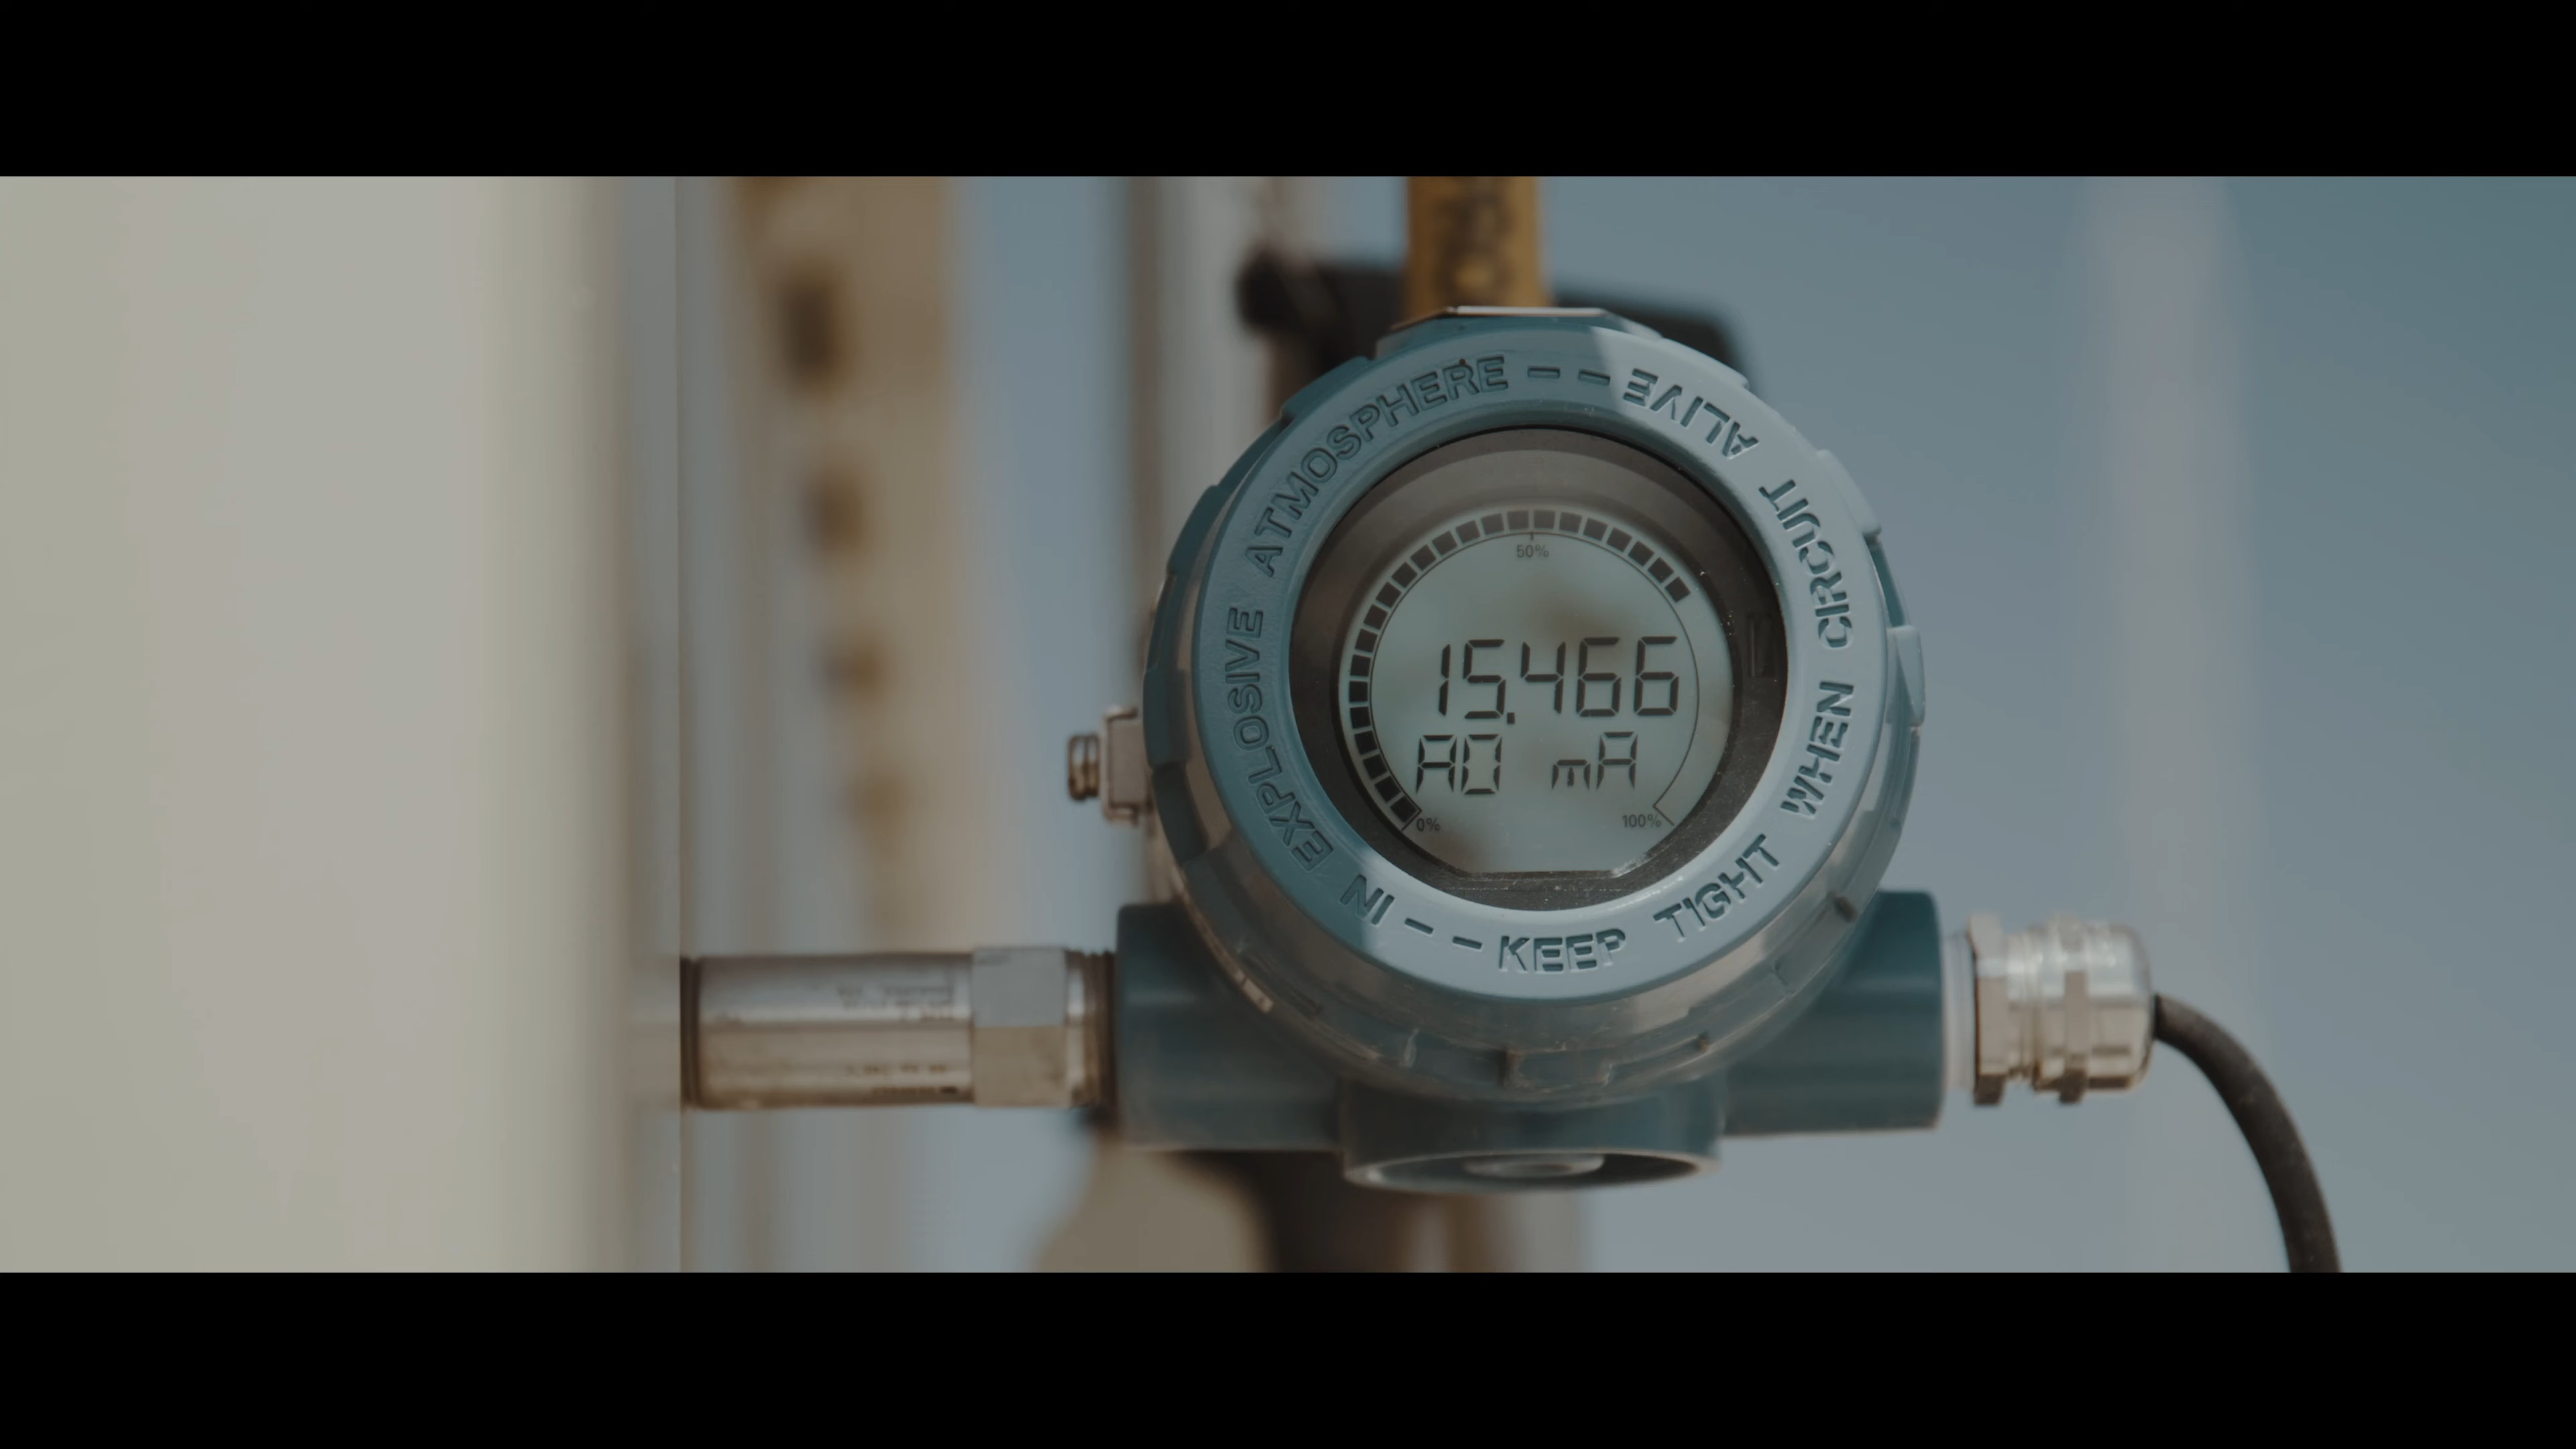 KEEP TIGHT WHEN CIRCUIT ALIVE -- IN EXPLOSIVE ATMOSPHERE --
50%
15.466
AO mA
0% 100%